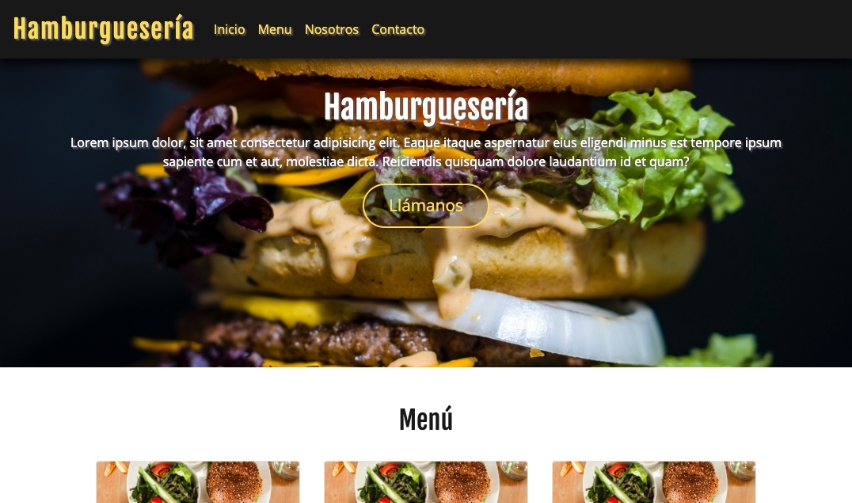 Hamburguesería
Inicio Menu Nosotros Contacto
Hamburguesería
Lorem ipsum dolor, sit amet consectetur adipisicing elit. Eaque itaque aspernatur eius eligendi minus est tempore ipsum
sapiente cum et aut, molestiae dicta. Reiciendis quisquam dolore laudantium id et quam?
Llámanos
Menú